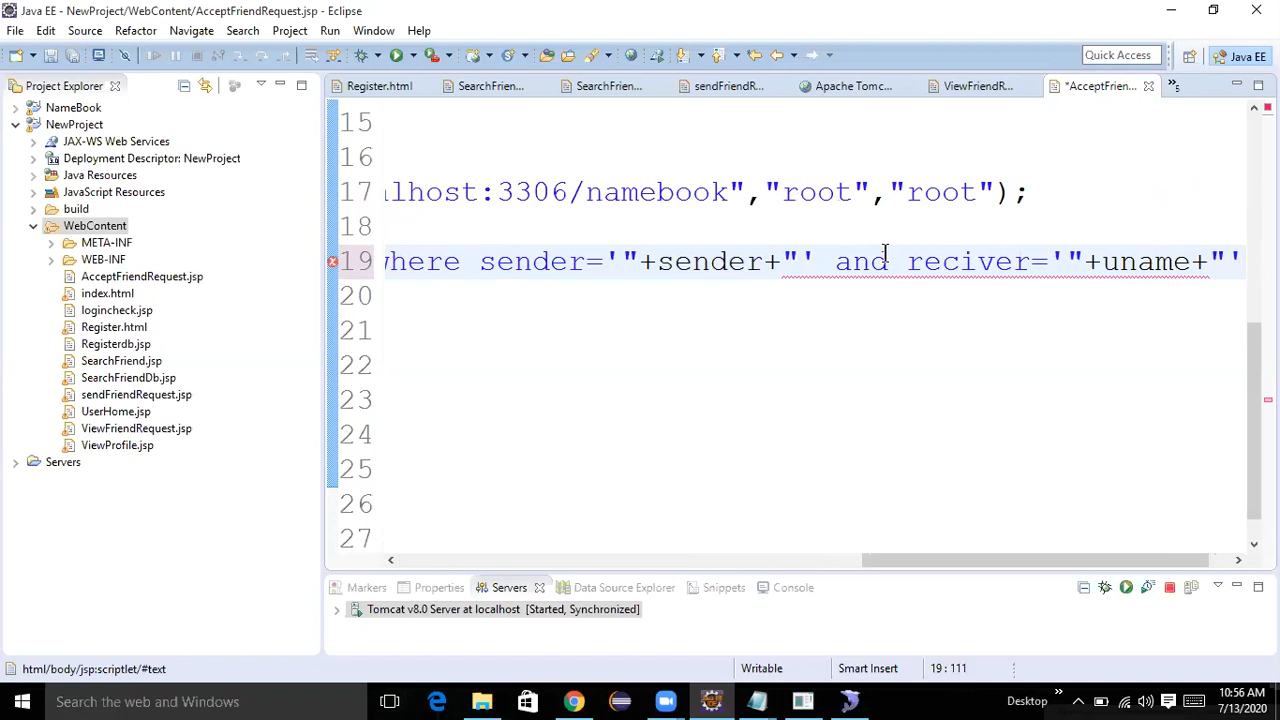 Java EE - NewProject/WebContent/AcceptFriendRequest.jsp - Eclipse
File Edit Source Refactor Navigate Search Project Run Window Help
Quick Access Java EE
Project Explorer
Register.html SearchFrien... SearchFrien... sendFriendR... Apache Tomc... ViewFriendR... *AcceptFrien... »5
NameBook
NewProject
JAX-WS Web Services
Deployment Descriptor: NewProject
Java Resources
JavaScript Resources
build
WebContent
META-INF
WEB-INF
AcceptFriendRequest.jsp
index.html
logincheck.jsp
Register.html
Registerdb.jsp
SearchFriend.jsp
SearchFriendDb.jsp
sendFriendRequest.jsp
UserHome.jsp
ViewFriendRequest.jsp
ViewProfile.jsp
Servers
15
16
17 alhost:3306/namebook","root","root");
18
19 where sender='"+sender+"' and reciver='"+uname+"'
20
21
22
23
24
25
26
27
Markers Properties Servers Data Source Explorer Snippets Console
Tomcat v8.0 Server at localhost [Started, Synchronized]
html/body/jsp:scriptlet/#text Writable Smart Insert 19 : 111
Search the web and Windows Desktop » 10:56 AM
7/13/2020